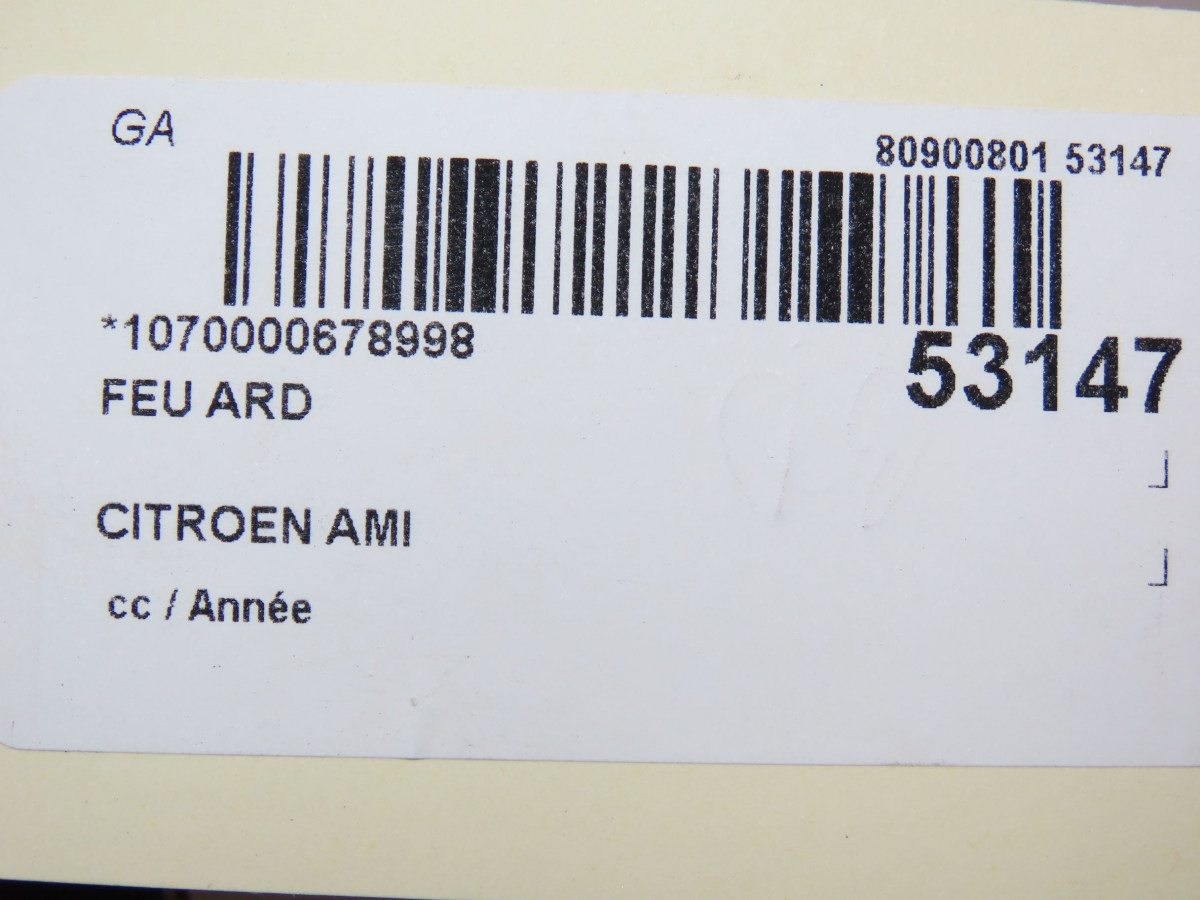 GA
80900801 53147
*1070000678998
53147
FEU ARD
CITROEN AMI
cc / Année